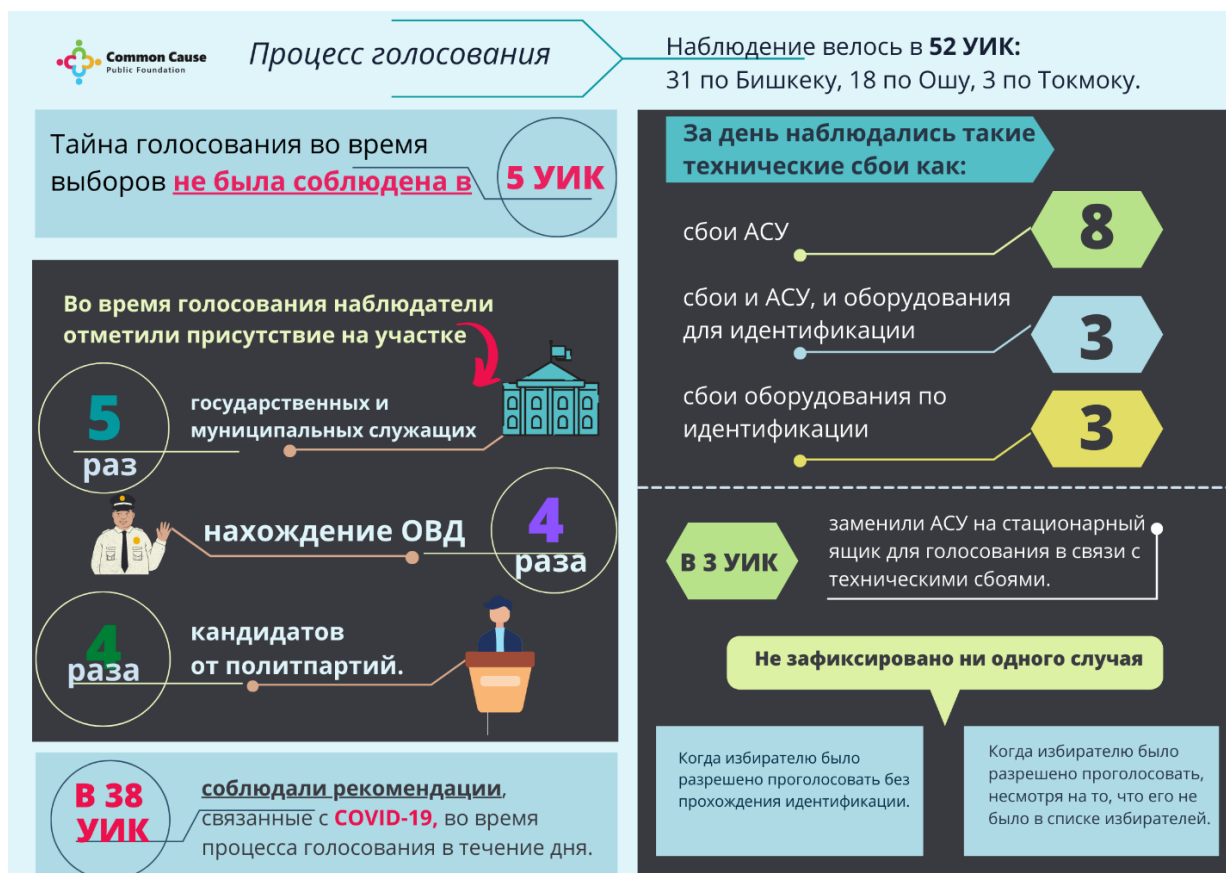 Common Cause
Public Foundation
Процесс голосования
Наблюдение велось в 52 УИК:
31 по Бишкеку, 18 по Ошу, 3 по Токмоку.
Тайна голосования во время
выборов не была соблюдена в
5 УИК
Во время голосования наблюдатели
отметили присутствие на участке
5
раз
государственных и
муниципальных служащих
нахождение ОВД
4
раза
4
раза
кандидатов
от политпартий.
В 38
УИК
соблюдали рекомендации,
связанные с COVID-19, во время
процесса голосования в течение дня.
За день наблюдались такие
технические сбои как:
сбои АСУ
8
сбои и АСУ, и оборудования
для идентификации
3
сбои оборудования по
идентификации
3
В 3 УИК
заменили АСУ на стационарный
ящик для голосования в связи с
техническими сбоями.
Не зафиксировано ни одного случая
Когда избирателю было
разрешено проголосовать без
прохождения идентификации.
Когда избирателю было
разрешено проголосовать,
несмотря на то, что его не
было в списке избирателей.